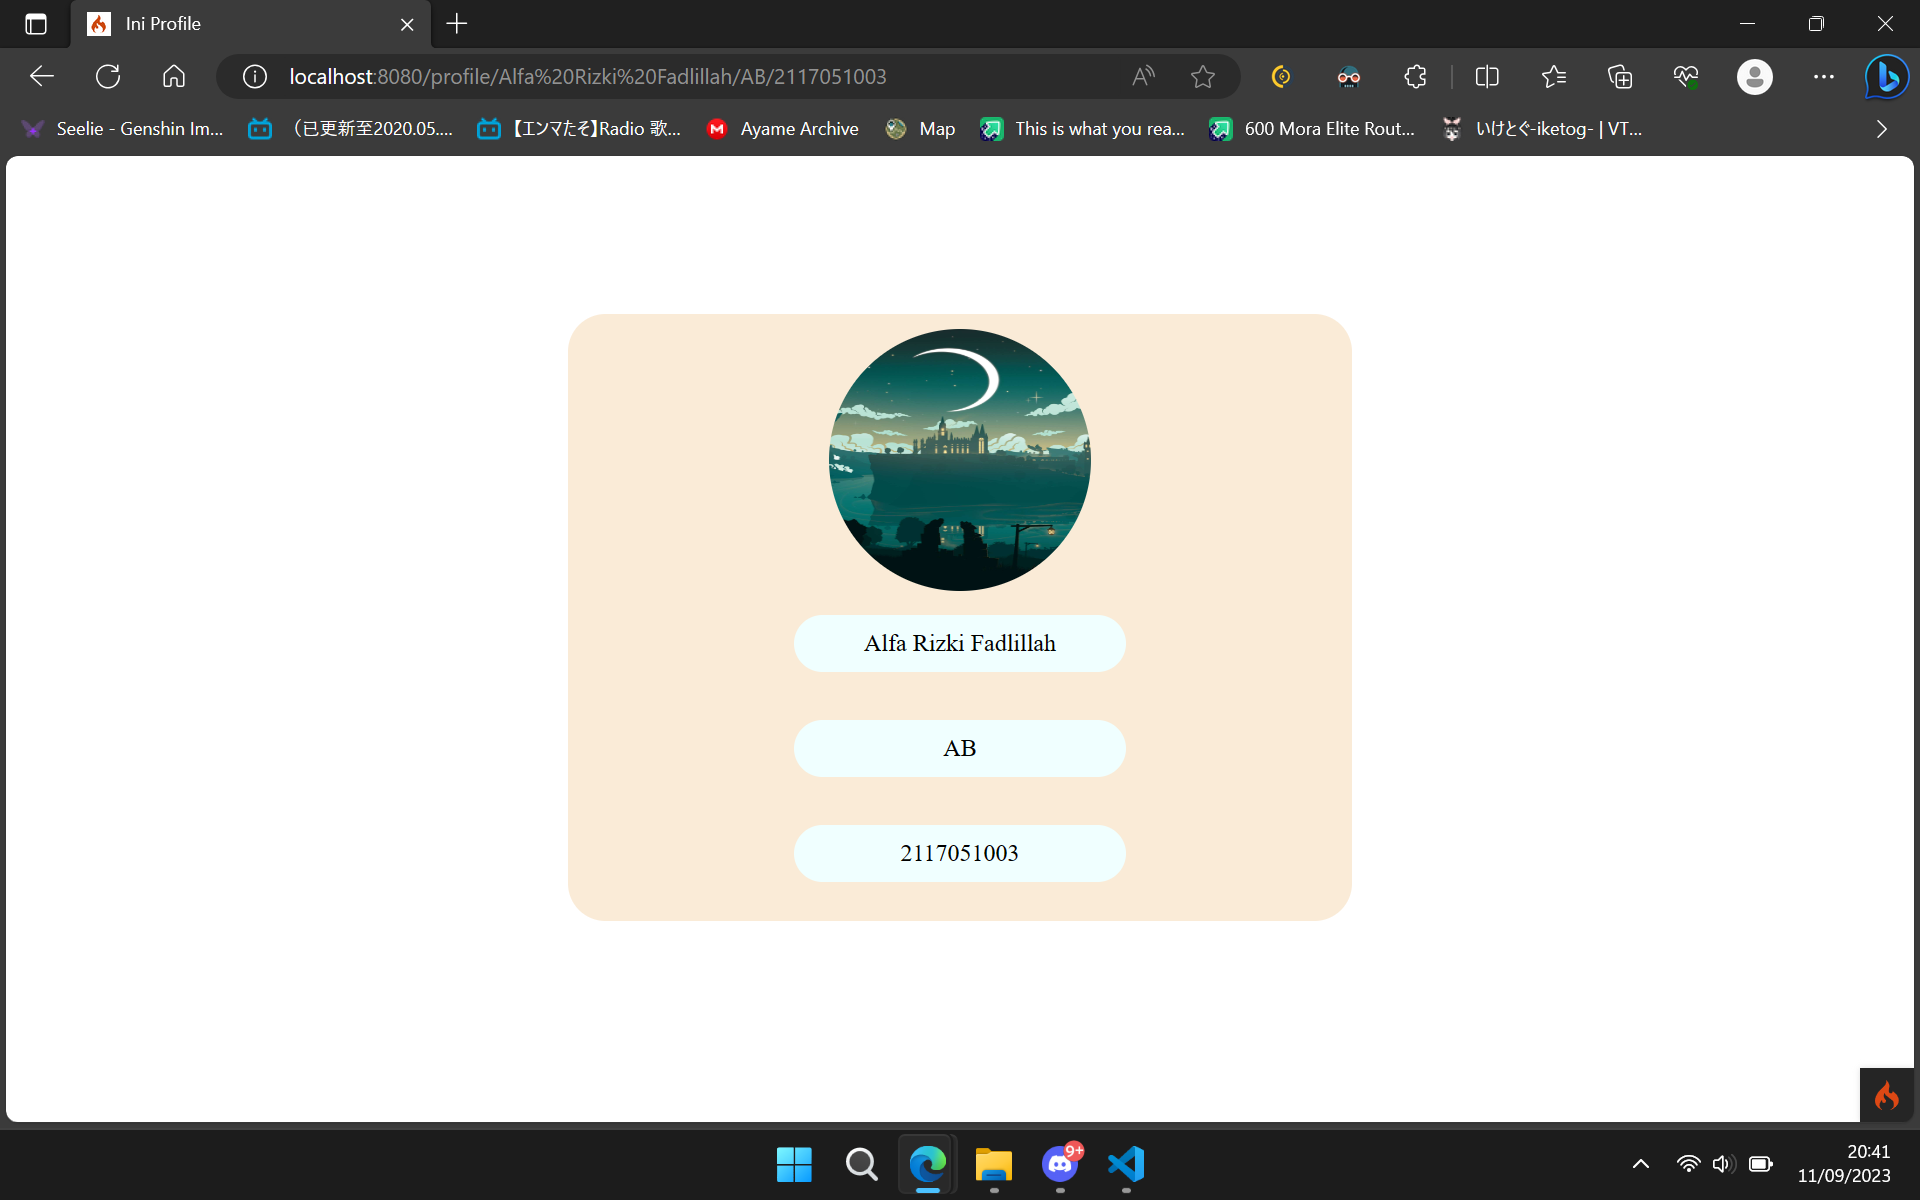 Ini Profile
localhost:8080/profile/Alfa%20Rizki%20Fadlillah/AB/2117051003
Seelie - Genshin Im...
（已更新至2020.05....
【エンマたそ】Radio 歌...
Ayame Archive
Map
This is what you rea...
600 Mora Elite Rout...
いけとぐ-iketog- | VT...
Alfa Rizki Fadlillah
AB
2117051003
9+
20:41
11/09/2023